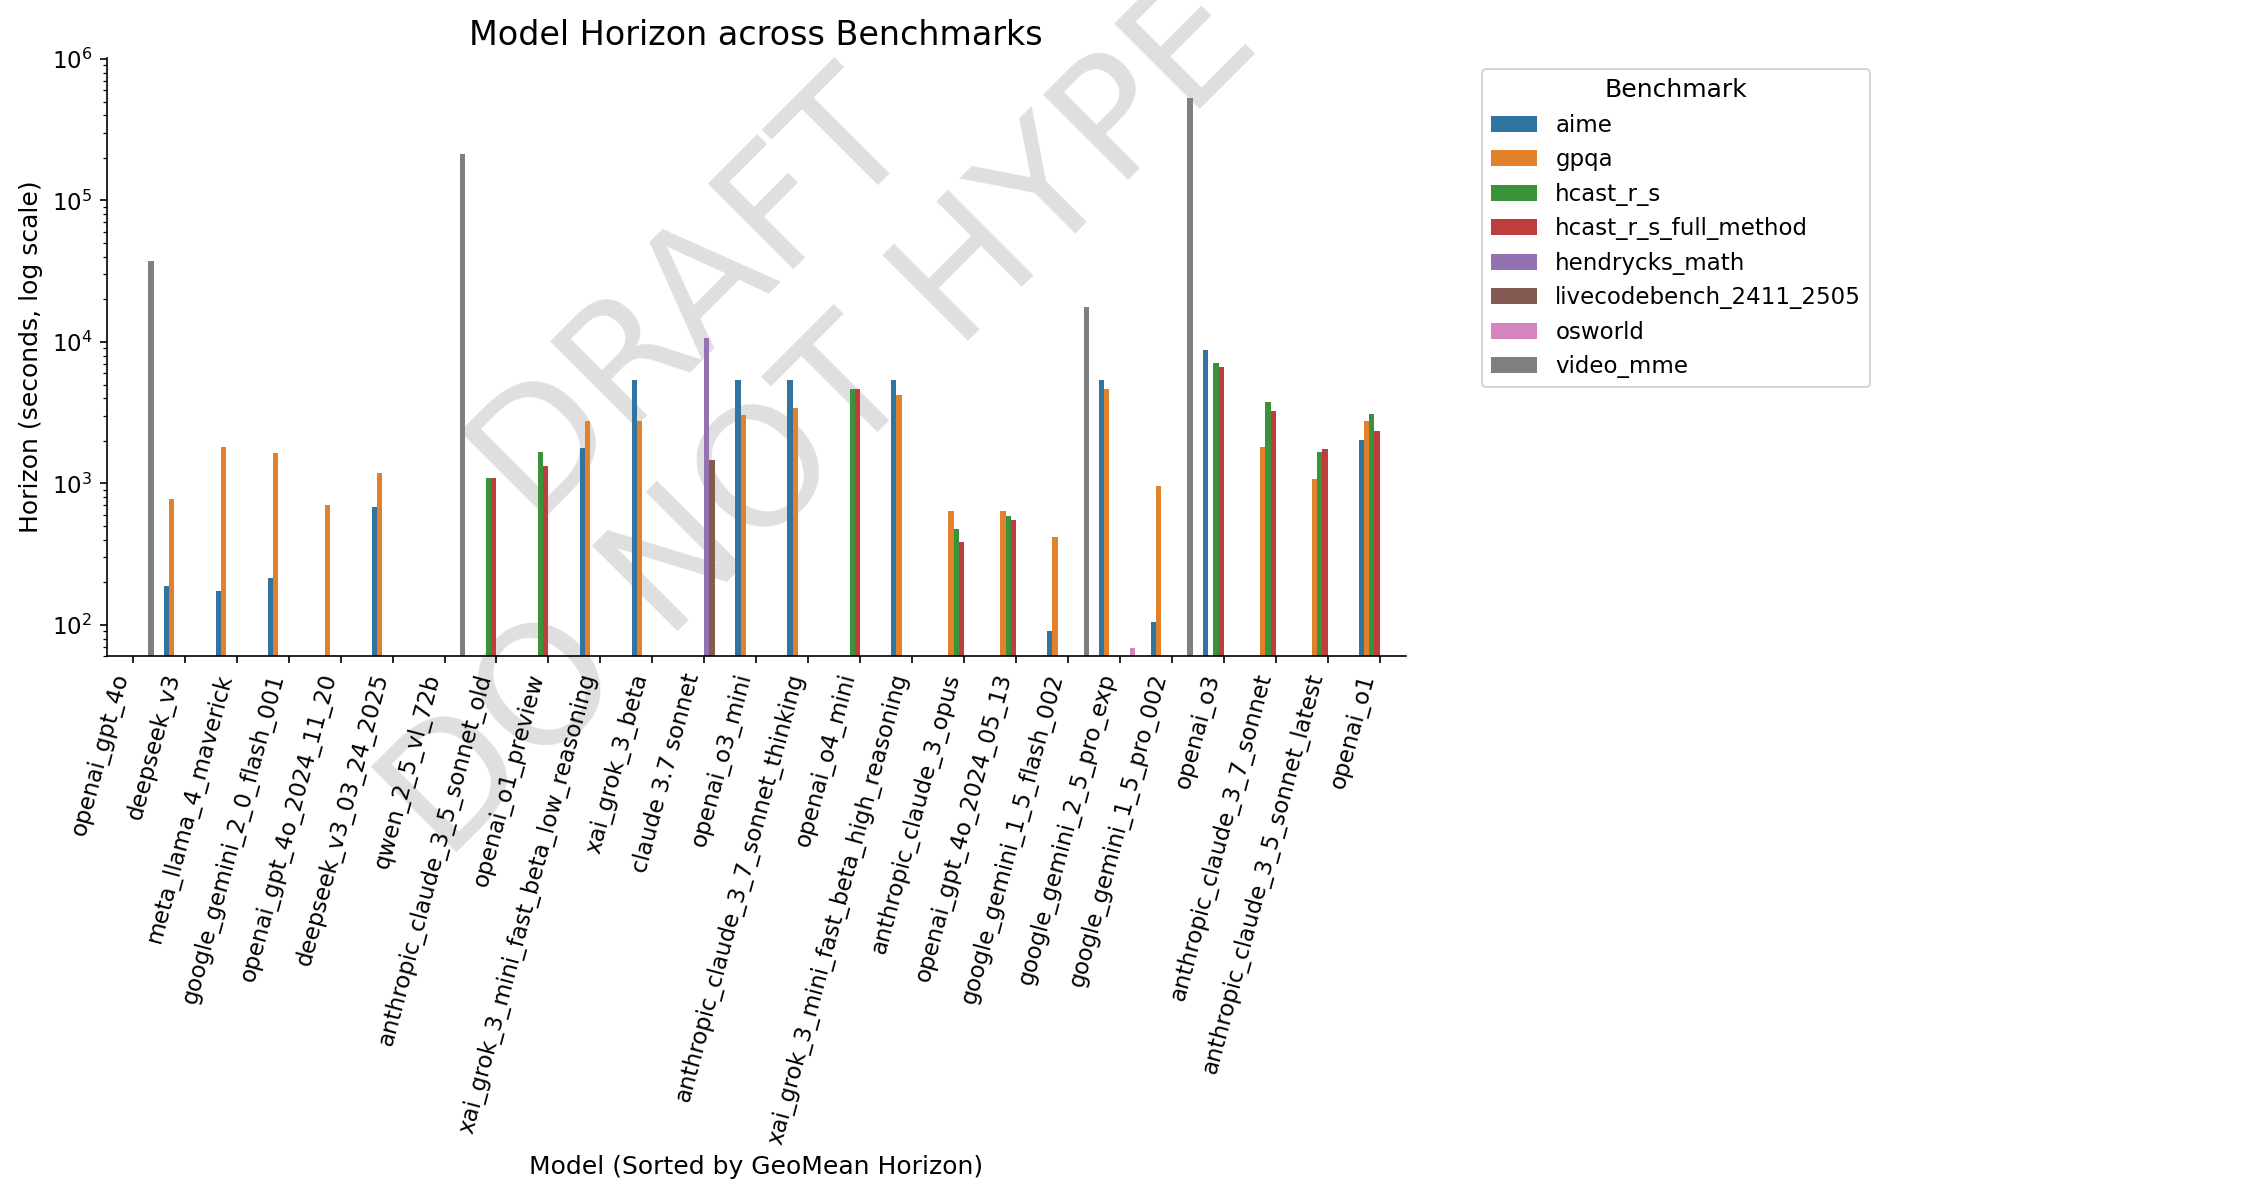 Model Horizon across Benchmarks
DRAFT
DO NOT HYPE
Horizon (seconds, log scale)
10^6
10^5
10^4
10^3
10^2
Benchmark
aime
gpqa
hcast_r_s
hcast_r_s_full_method
hendrycks_math
livecodebench_2411_2505
osworld
video_mme
openai_gpt_4o
deepseek_v3
meta_llama_4_maverick
google_gemini_2_0_flash_001
openai_gpt_4o_2024_11_20
deepseek_v3_03_24_2025
qwen_2_5_vl_72b
anthropic_claude_3_5_sonnet_old
openai_o1_preview
xai_grok_3_mini_fast_beta_low_reasoning
xai_grok_3_beta
claude 3.7 sonnet
openai_o3_mini
anthropic_claude_3_7_sonnet_thinking
openai_o4_mini
xai_grok_3_mini_fast_beta_high_reasoning
anthropic_claude_3_opus
openai_gpt_4o_2024_05_13
google_gemini_1_5_flash_002
google_gemini_2_5_pro_exp
google_gemini_1_5_pro_002
openai_o3
anthropic_claude_3_7_sonnet
anthropic_claude_3_5_sonnet_latest
openai_o1
Model (Sorted by GeoMean Horizon)